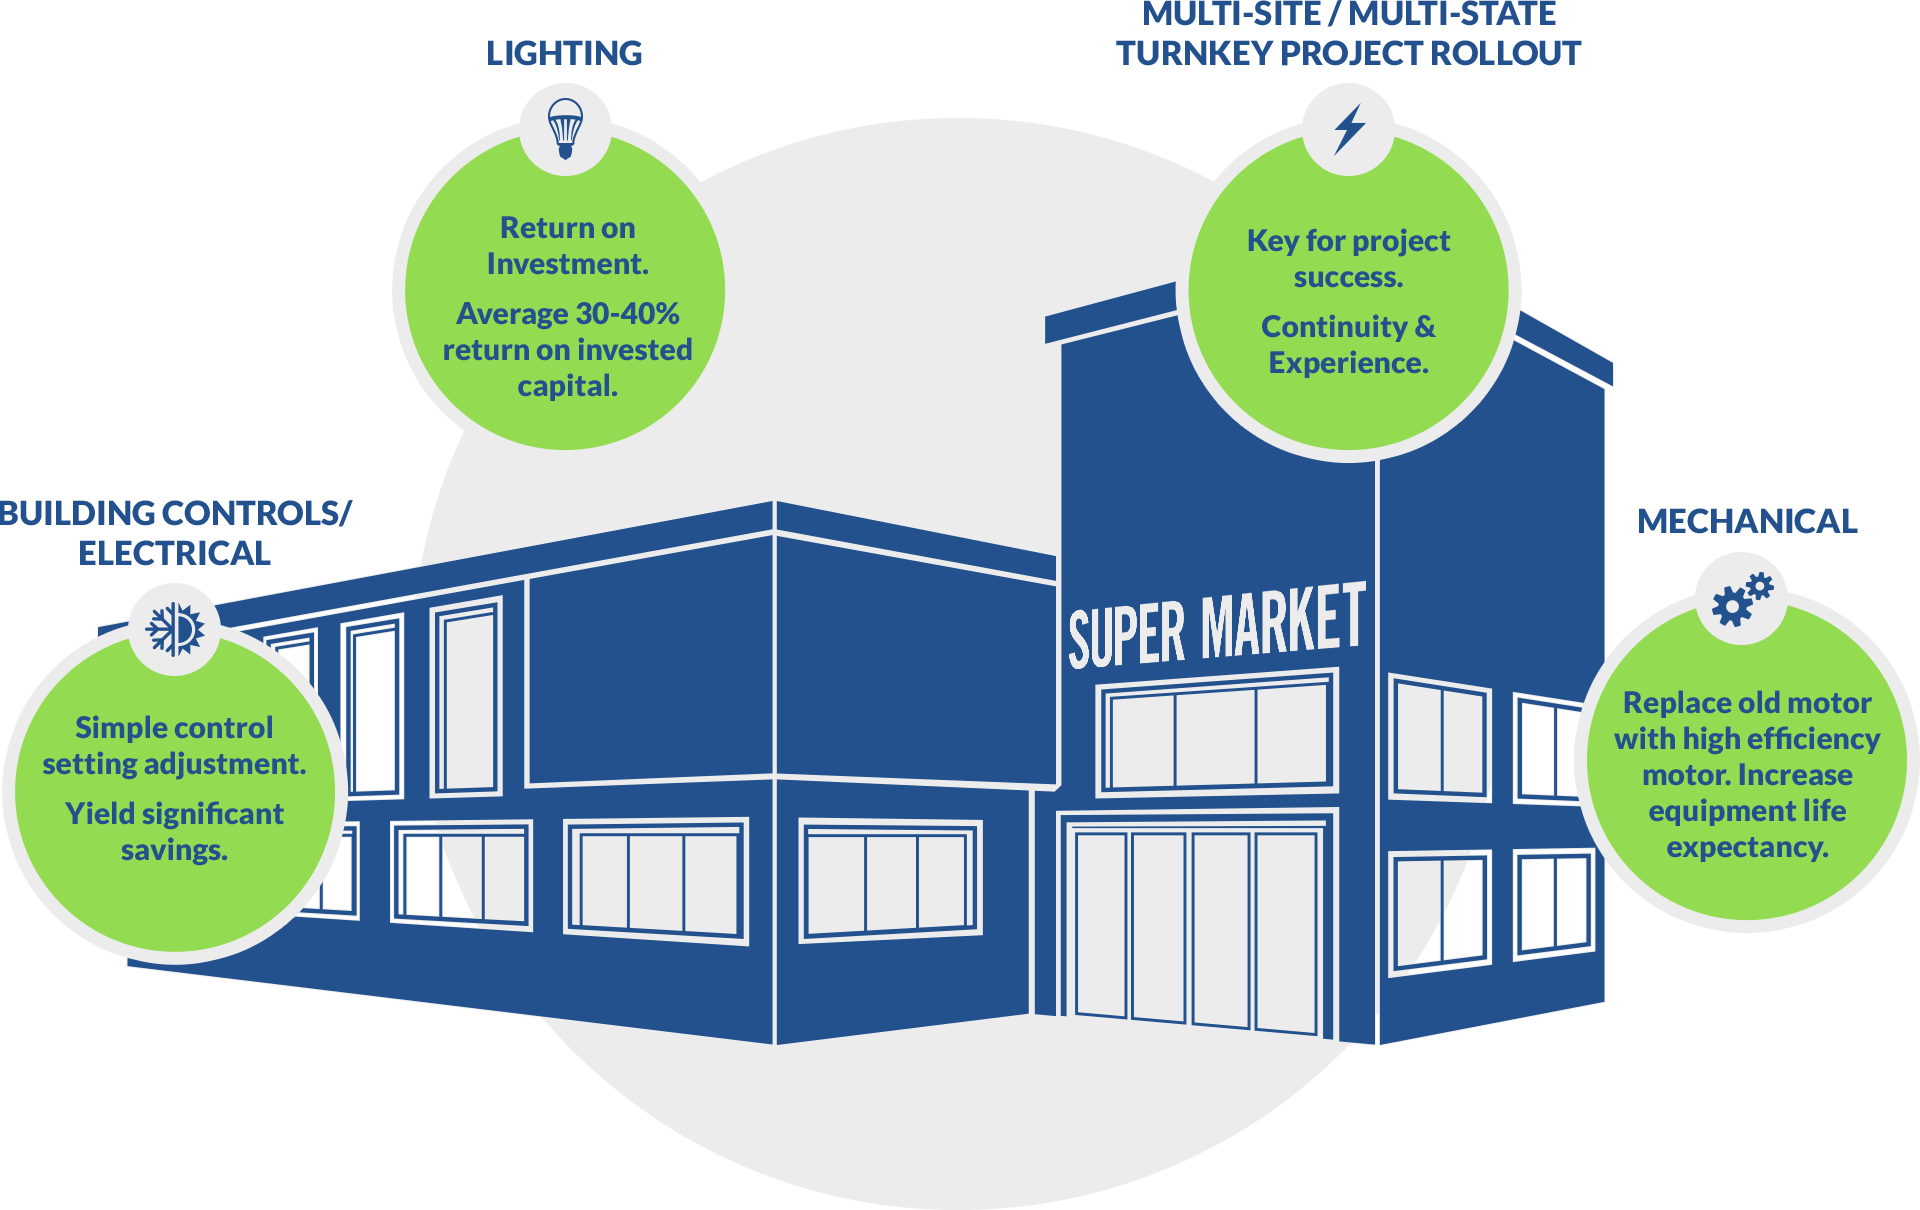 LIGHTING
Return on
Investment.
Average 30-40%
return on invested
capital.
MULTI-SITE / MULTI-STATE
TURNKEY PROJECT ROLLOUT
Key for project
success.
Continuity &
Experience.
BUILDING CONTROLS/
ELECTRICAL
Simple control
setting adjustment.
Yield significant
savings.
SUPER MARKET
MECHANICAL
Replace old motor
with high efficiency
motor. Increase
equipment life
expectancy.